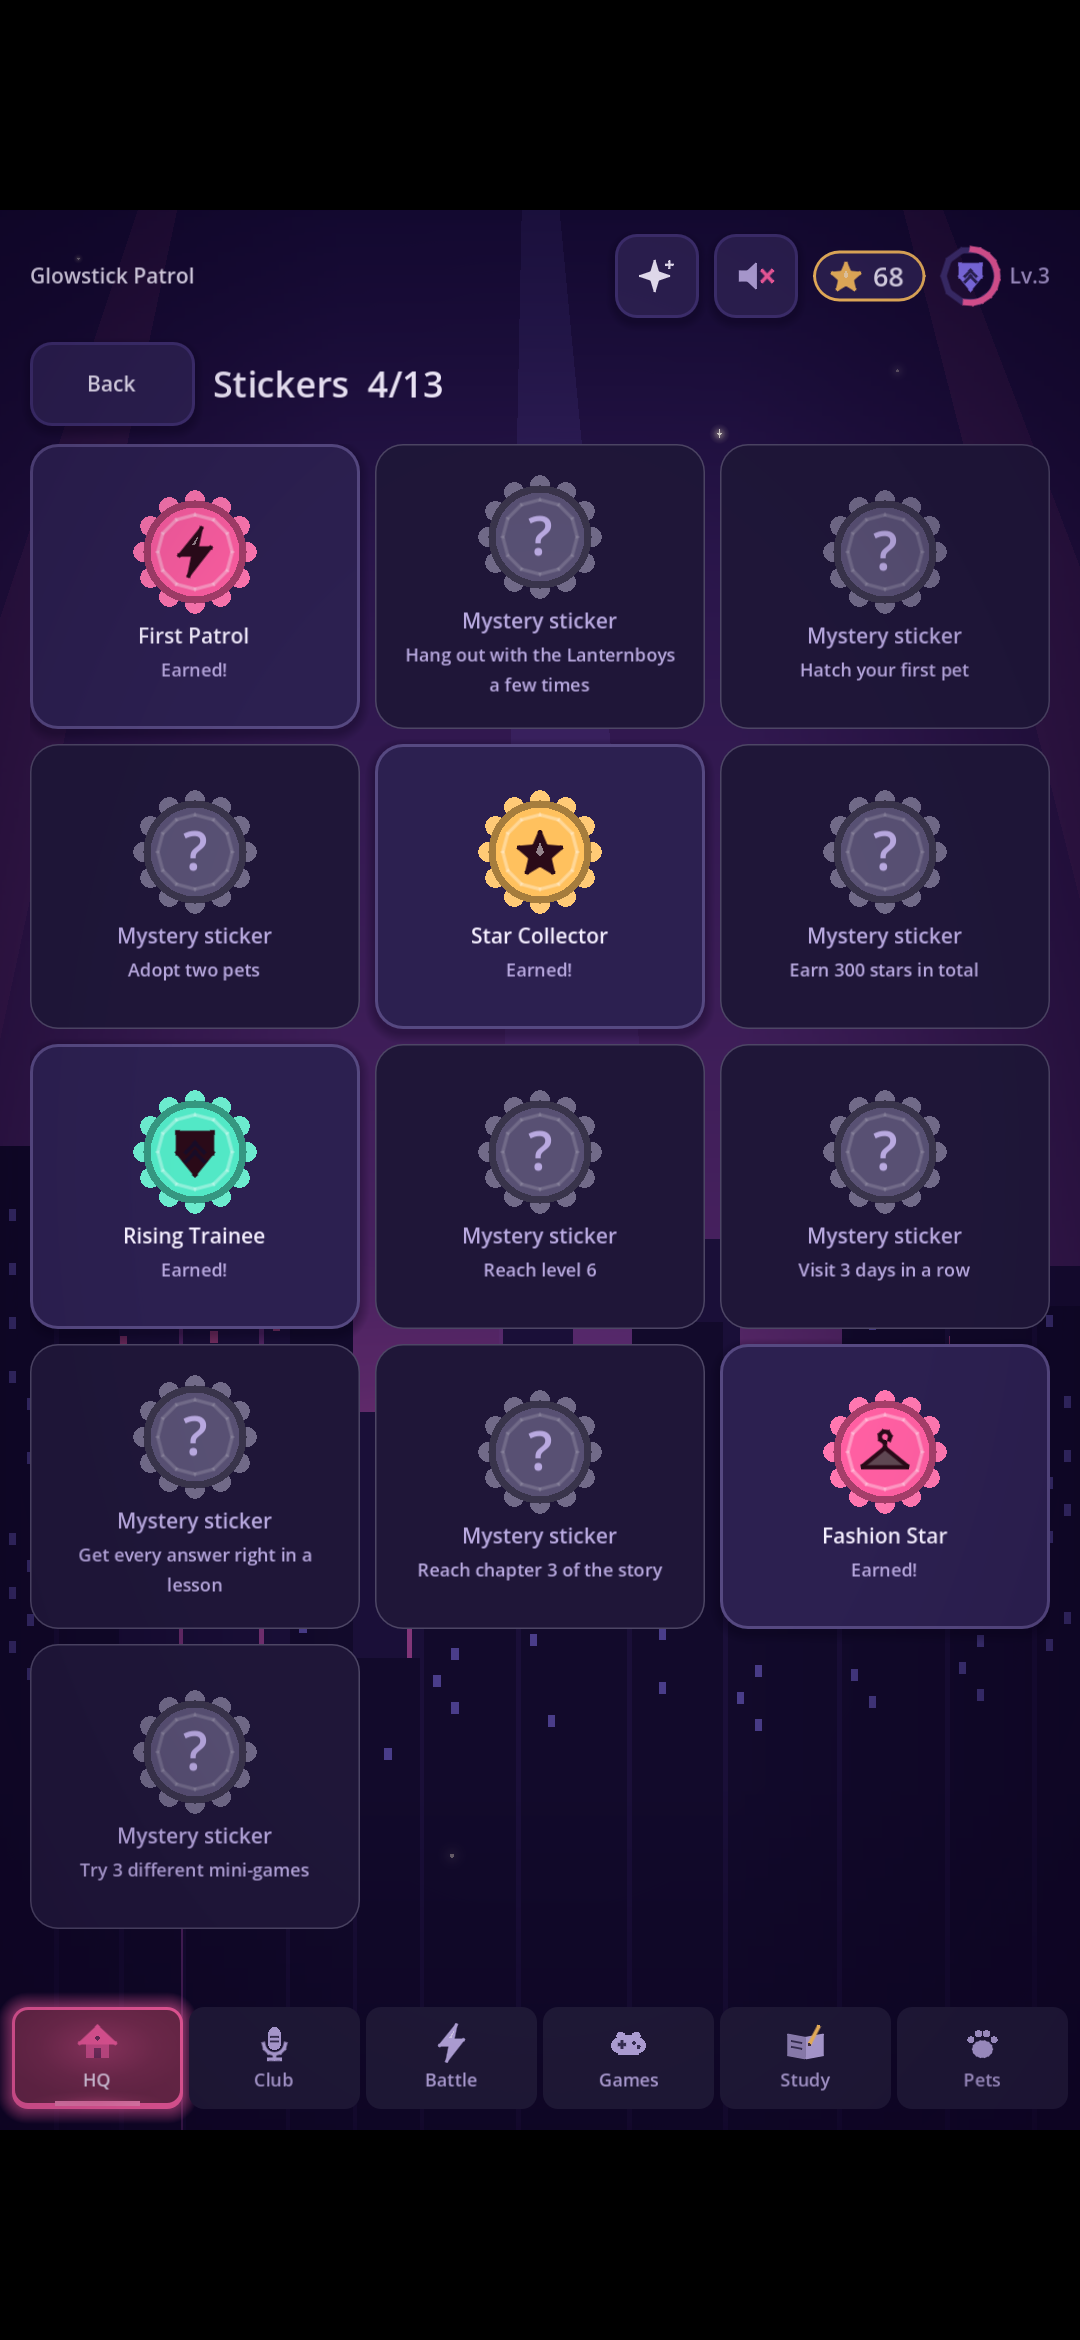 Glowstick Patrol
68
Lv.3
Back
Stickers 4/13
First Patrol
Earned!
?
Mystery sticker
Hang out with the Lanternboys
a few times
?
Mystery sticker
Hatch your first pet
?
Mystery sticker
Adopt two pets
Star Collector
Earned!
?
Mystery sticker
Earn 300 stars in total
Rising Trainee
Earned!
?
Mystery sticker
Reach level 6
?
Mystery sticker
Visit 3 days in a row
?
Mystery sticker
Get every answer right in a
lesson
?
Mystery sticker
Reach chapter 3 of the story
Fashion Star
Earned!
?
Mystery sticker
Try 3 different mini-games
HQ
Club
Battle
Games
Study
Pets